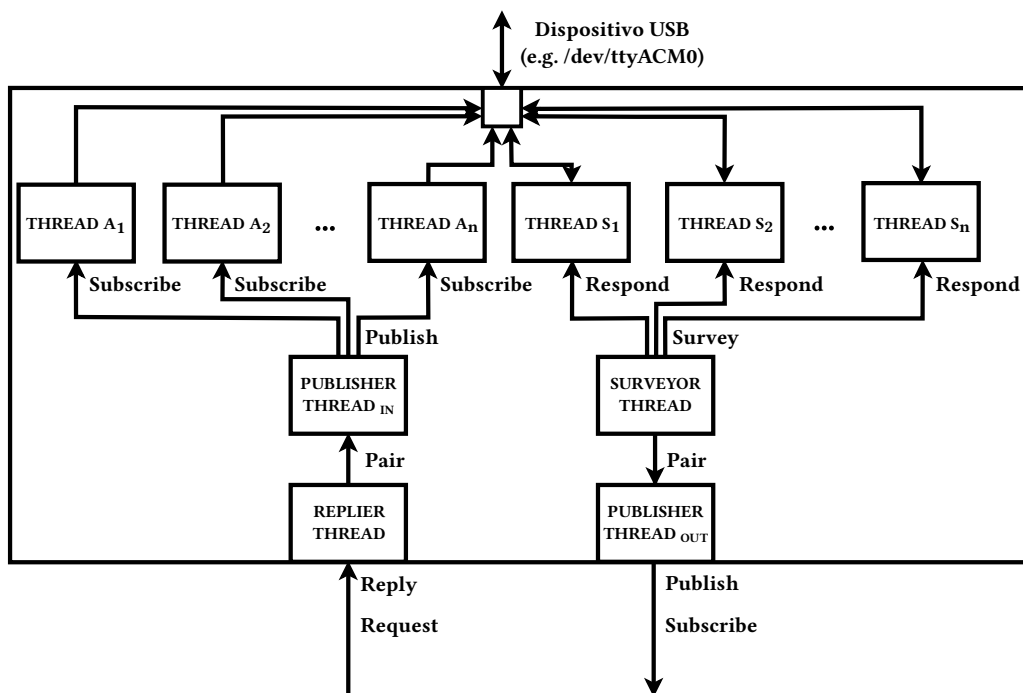 Dispositivo USB
(e.g. /dev/ttyACM0)
THREAD A1
THREAD A2
...
THREAD An
THREAD S1
THREAD S2
...
THREAD Sn
Subscribe
Subscribe
Subscribe
Respond
Respond
Respond
Publish
Survey
PUBLISHER
THREAD IN
SURVEYOR
THREAD
Pair
Pair
REPLIER
THREAD
PUBLISHER
THREAD OUT
Reply
Publish
Request
Subscribe